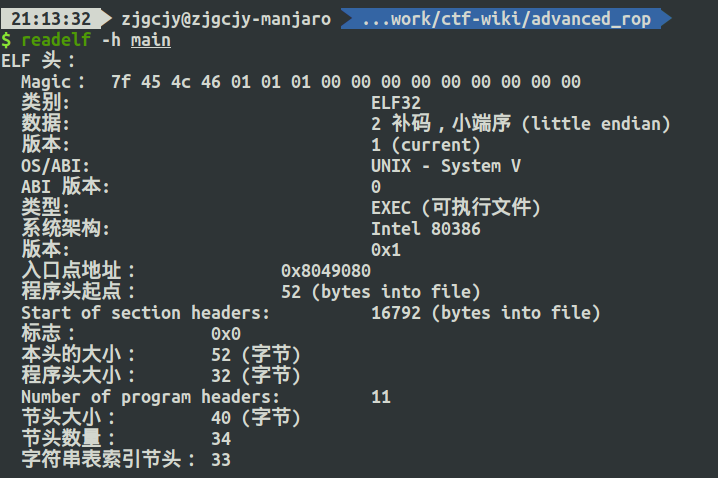 21:13:32 zjgcjy@zjgcjy-manjaro ...work/ctf-wiki/advanced_rop
$ readelf -h main
ELF 头：
Magic： 7f 45 4c 46 01 01 01 00 00 00 00 00 00 00 00 00
类别: ELF32
数据: 2 补码，小端序 (little endian)
版本: 1 (current)
OS/ABI: UNIX - System V
ABI 版本: 0
类型: EXEC (可执行文件)
系统架构: Intel 80386
版本: 0x1
入口点地址： 0x8049080
程序头起点： 52 (bytes into file)
Start of section headers: 16792 (bytes into file)
标志： 0x0
本头的大小： 52 (字节)
程序头大小： 32 (字节)
Number of program headers: 11
节头大小： 40 (字节)
节头数量： 34
字符串表索引节头： 33